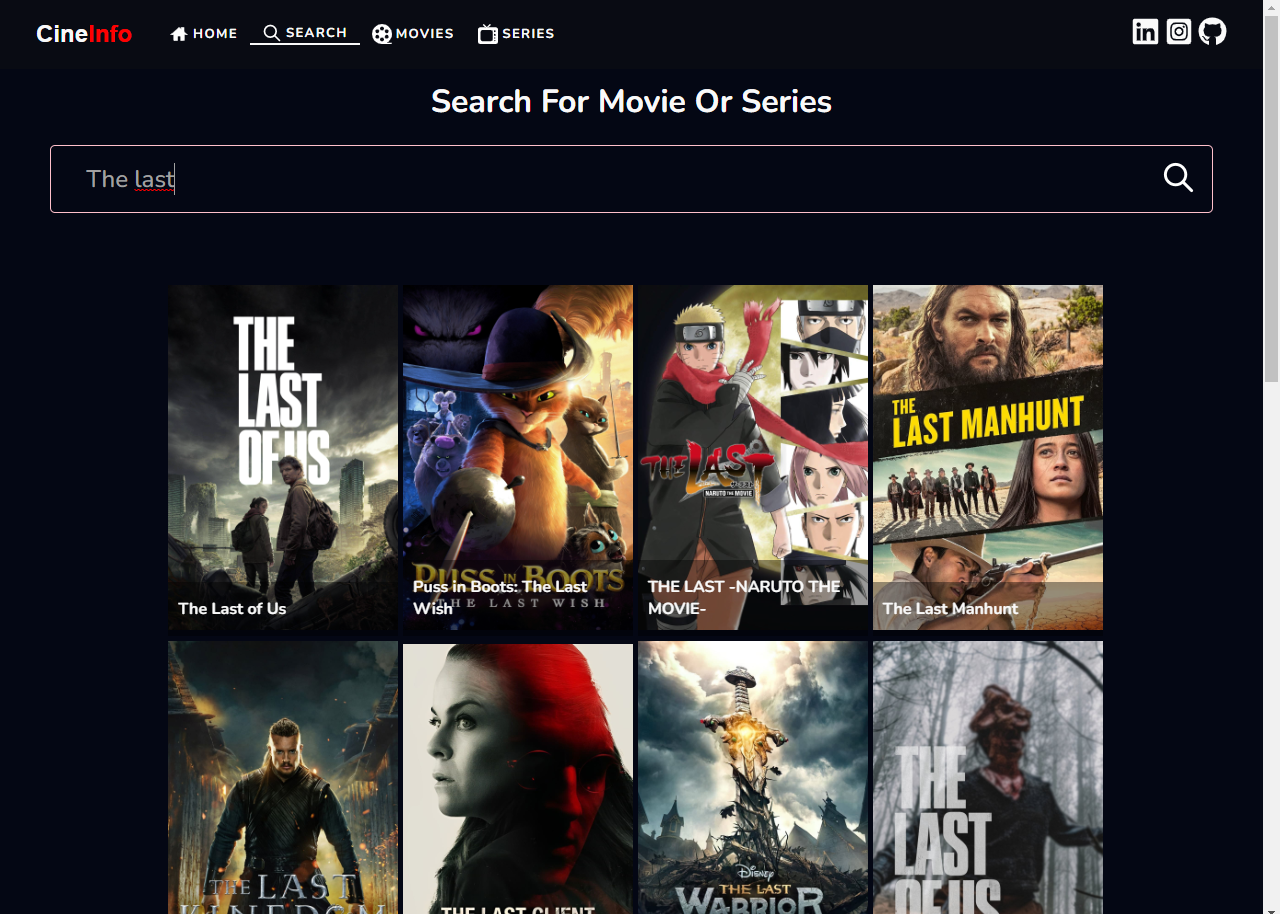 CineInfo
HOME
SEARCH
MOVIES
SERIES
Search For Movie Or Series
The last
THE
LAST
OF US
The Last of Us
PUSS IN BOOTS
THE LAST WISH
Puss in Boots: The Last
Wish
THE LAST
NARUTO THE MOVIE
THE LAST -NARUTO THE
MOVIE-
THE
LAST MANHUNT
The Last Manhunt
THE LAST
KINGDOM
THE LAST CLIENT
DISNEY
THE LAST
WARRIOR
THE
LAST
OF US